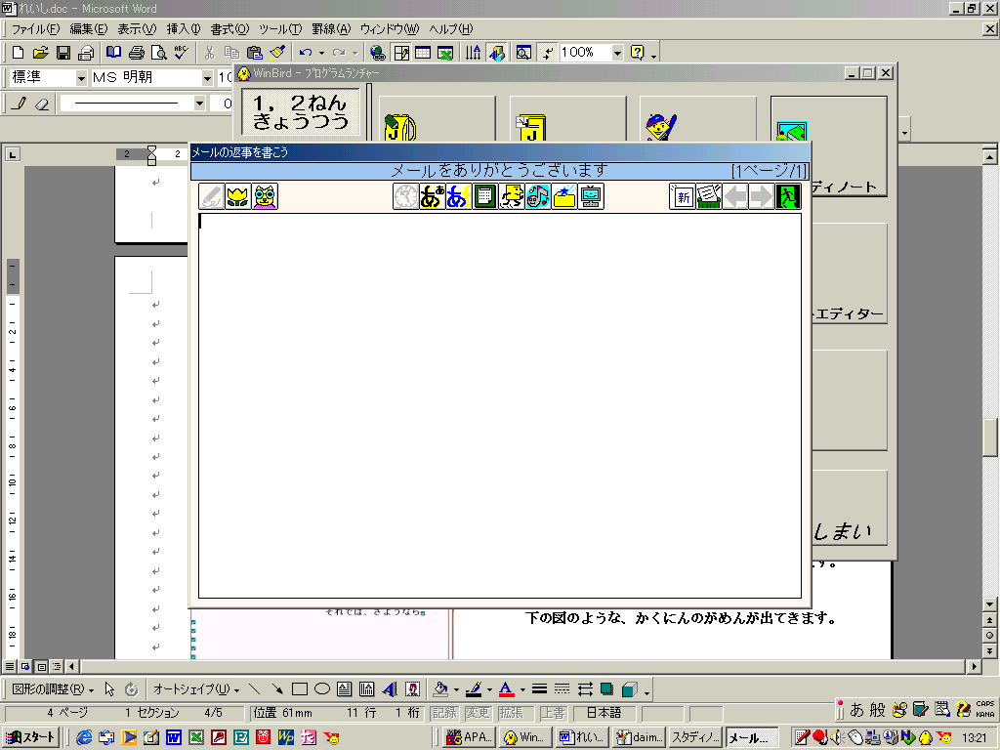 れいし.doc - Microsoft Word
ファイル(F) 編集(E) 表示(V) 挿入(I) 書式(O) ツール(T) 罫線(A) ウィンドウ(W) ヘルプ(H)
100%
標準 MS 明朝 10
WinBird - プログラムランチャー
1，2ねん
きょうつう
メールの返事を書こう
メールをありがとうございます [1ページ/1]
新
ディノート
エディター
しまい
それでは、さようなら
す。
下の図のような、かくにんのがめんが出てきます。
図形の調整(R) オートシェイプ(U)
4 ページ 1 セクション 4/5 位置 61mm 11 行 1 桁 記録 変更 拡張 上書 日本語
あ 般 CAPS
KANA
スタート APA... Win... れい... daim... スタディノ... メール... 13:21